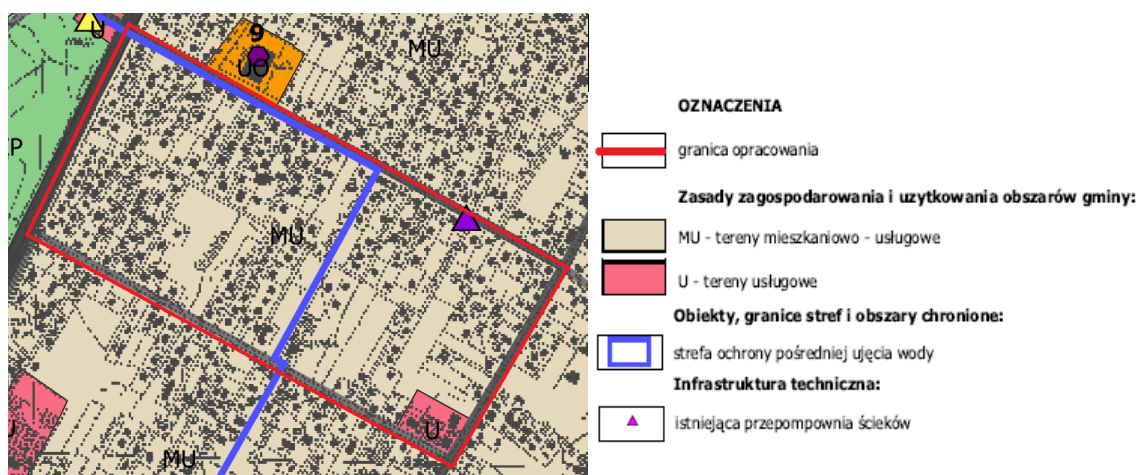 U
9
UO
MU
P
MU
U
U
MU
OZNACZENIA
granica opracowania
Zasady zagospodarowania i uzytkowania obszarów gminy:
MU - tereny mieszkaniowo - usługowe
U - tereny usługowe
Obiekty, granice stref i obszary chronione:
strefa ochrony pośredniej ujęcia wody
Infrastruktura techniczna:
istniejąca przepompownia ścieków